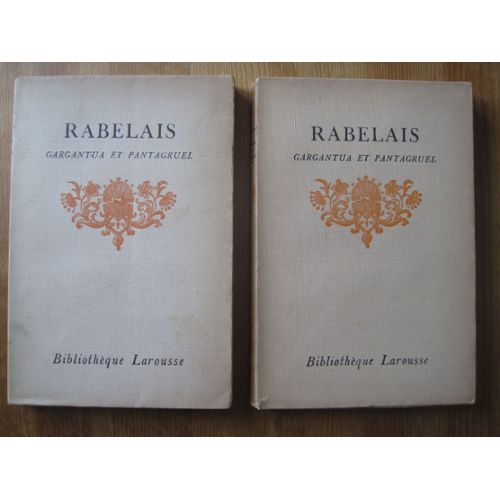 RABELAIS
GARGANTUA ET PANTAGRUEL
Bibliothèque Larousse
RABELAIS
GARGANTUA ET PANTAGRUEL
Bibliothèque Larousse